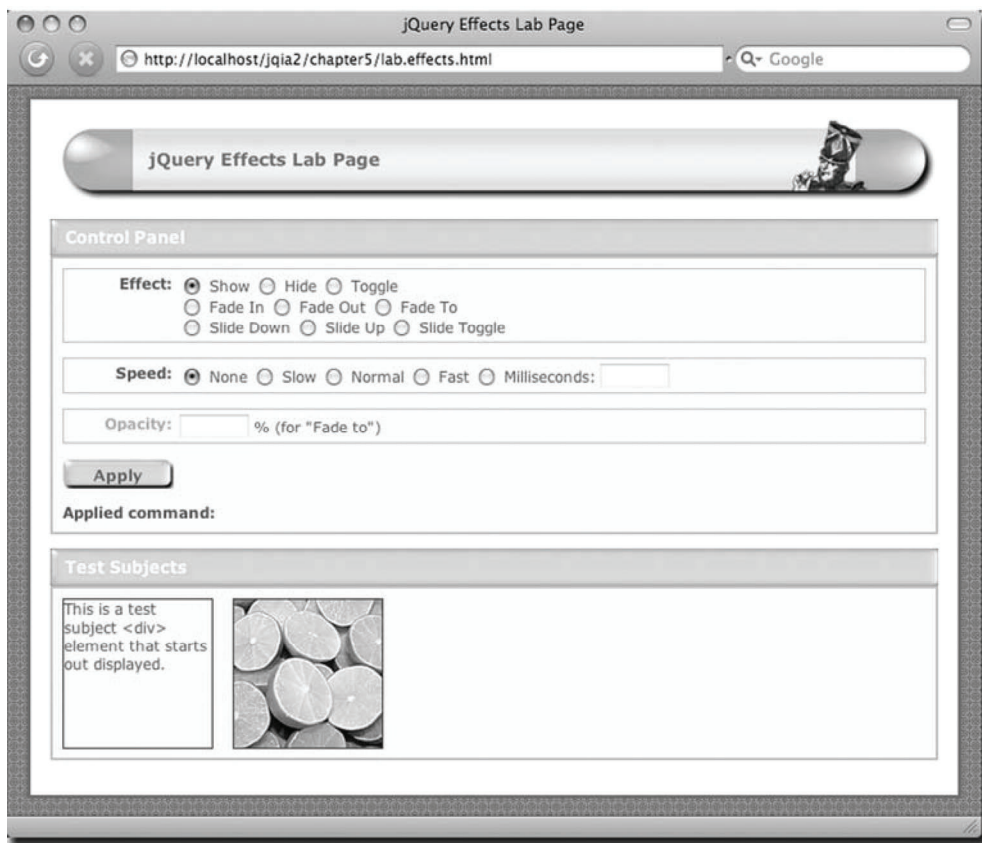 jQuery Effects Lab Page
http://localhost/jqia2/chapter5/lab.effects.html
Google
jQuery Effects Lab Page
Control Panel
Effect: Show Hide Toggle
Fade In Fade Out Fade To
Slide Down Slide Up Slide Toggle
Speed: None Slow Normal Fast Milliseconds:
Opacity: % (for "Fade to")
Apply
Applied command:
Test Subjects
This is a test
subject <div>
element that starts
out displayed.